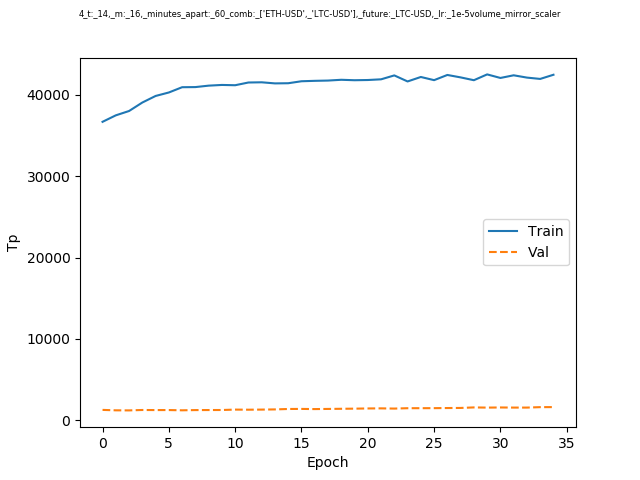 4_t:_14,_m:_16,_minutes_apart:_60_comb:_['ETH-USD',_'LTC-USD'],_future:_LTC-USD,_lr:_1e-5volume_mirror_scaler
40000
30000
20000
10000
0
Tp
Train
Val
0 5 10 15 20 25 30 35
Epoch